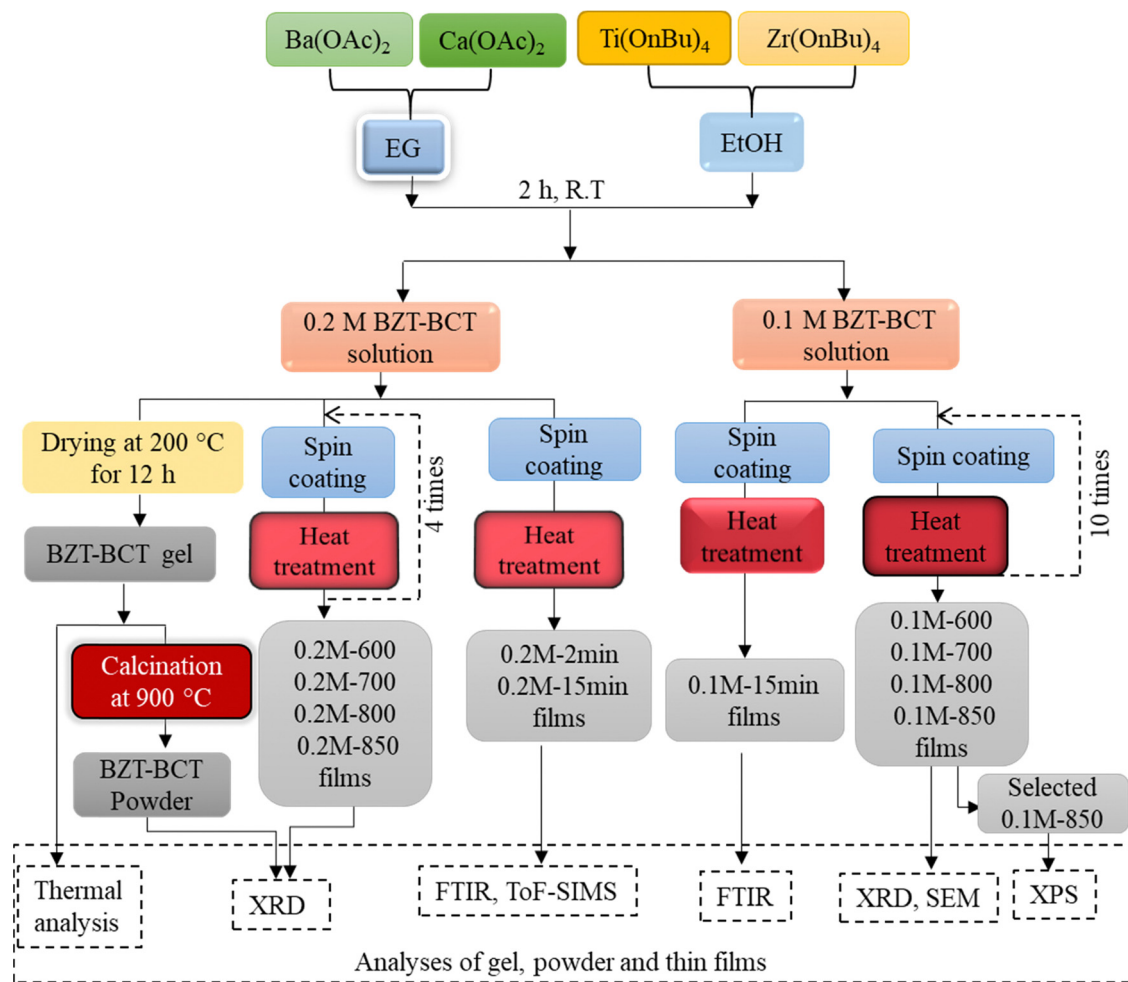 Ba(OAc)2
Ca(OAc)2
Ti(OnBu)4
Zr(OnBu)4
EG
EtOH
2 h, R.T
0.2 M BZT-BCT
solution
0.1 M BZT-BCT
solution
Drying at 200 °C
for 12 h
Spin
coating
4 times
Spin
coating
Spin
coating
Spin coating
10 times
BZT-BCT gel
Heat
treatment
Heat
treatment
Heat
treatment
Heat
treatment
Calcination
at 900 °C
0.2M-600
0.2M-700
0.2M-800
0.2M-850
films
0.2M-2min
0.2M-15min
films
0.1M-15min
films
0.1M-600
0.1M-700
0.1M-800
0.1M-850
films
BZT-BCT
Powder
Selected
0.1M-850
Thermal
analysis
XRD
FTIR, ToF-SIMS
FTIR
XRD, SEM
XPS
Analyses of gel, powder and thin films